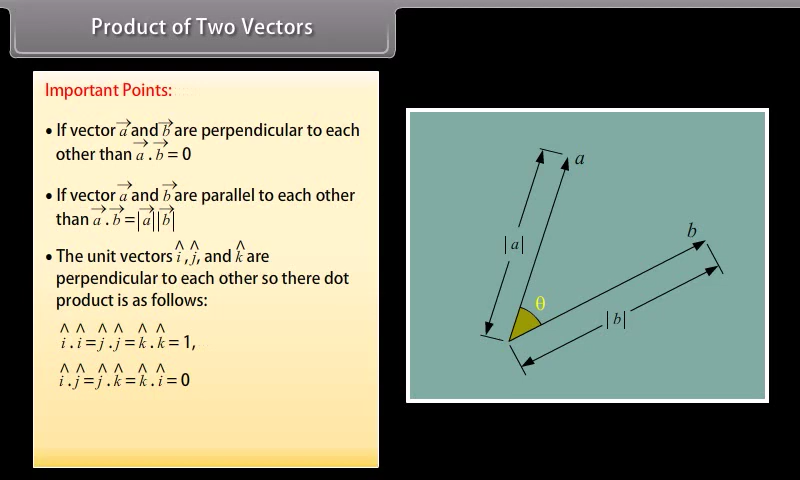 Product of Two Vectors
Important Points:
• If vector a⃗ and b⃗ are perpendicular to each
other than a⃗ . b⃗ = 0
• If vector a⃗ and b⃗ are parallel to each other
than a⃗ . b⃗ = |a⃗||b⃗|
• The unit vectors î, ĵ, and k̂ are
perpendicular to each other so there dot
product is as follows:
î . î = ĵ . ĵ = k̂ . k̂ = 1,
î . ĵ = ĵ . k̂ = k̂ . î = 0
a
b
|a|
θ
|b|